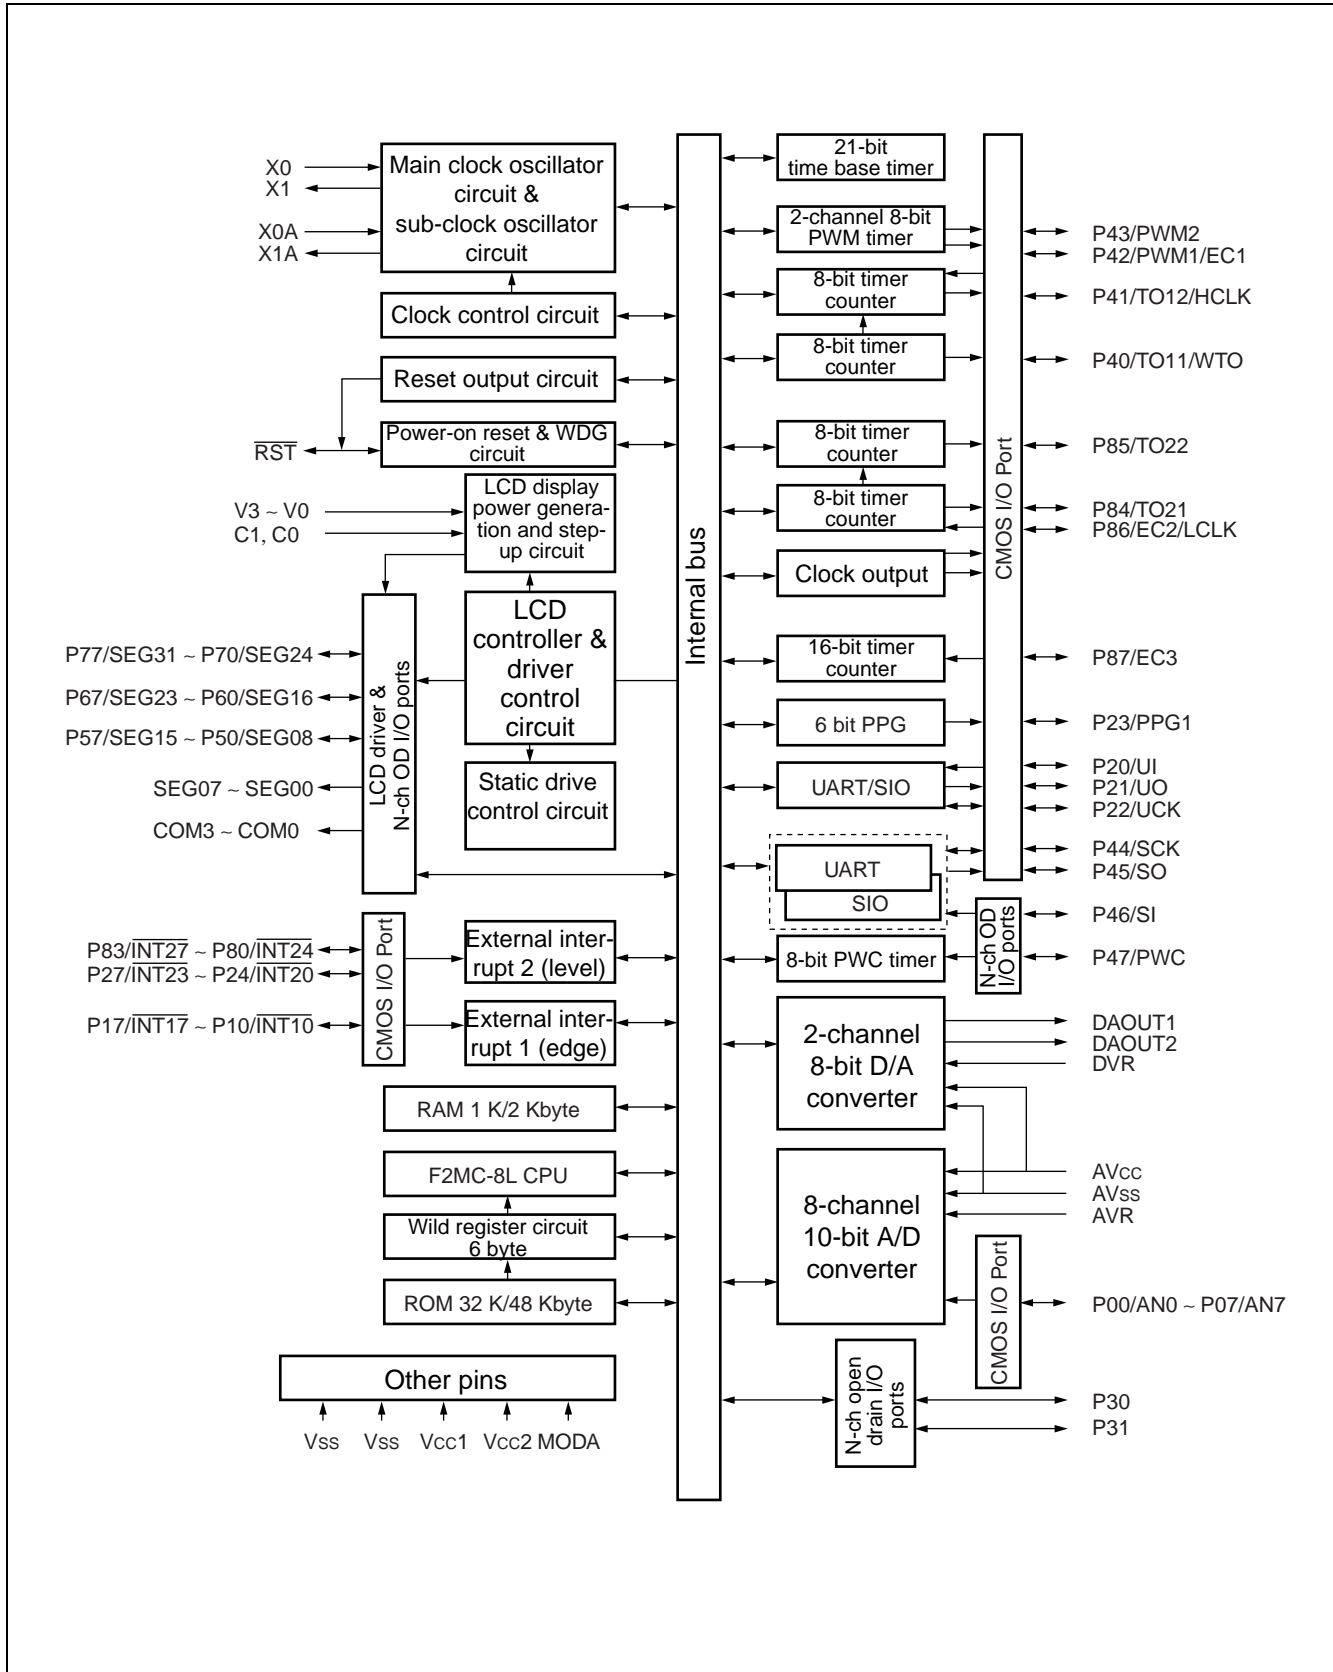 X0
X1
X0A
X1A
Main clock oscillator
circuit &
sub-clock oscillator
circuit
Clock control circuit
Reset output circuit
RST
Power-on reset & WDG
circuit
V3 ~ V0
C1, C0
LCD display
power genera-
tion and step-
up circuit
LCD
controller &
driver
control
circuit
Static drive
control circuit
LCD driver &
N-ch OD I/O ports
P77/SEG31 ~ P70/SEG24
P67/SEG23 ~ P60/SEG16
P57/SEG15 ~ P50/SEG08
SEG07 ~ SEG00
COM3 ~ COM0
P83/INT27 ~ P80/INT24
P27/INT23 ~ P24/INT20
P17/INT17 ~ P10/INT10
CMOS I/O Port
External inter-
rupt 2 (level)
External inter-
rupt 1 (edge)
RAM 1 K/2 Kbyte
F2MC-8L CPU
Wild register circuit
6 byte
ROM 32 K/48 Kbyte
Other pins
Vss
Vss
Vcc1
Vcc2
MODA
Internal bus
21-bit
time base timer
2-channel 8-bit
PWM timer
8-bit timer
counter
8-bit timer
counter
8-bit timer
counter
8-bit timer
counter
Clock output
16-bit timer
counter
6 bit PPG
UART/SIO
UART
SIO
8-bit PWC timer
2-channel
8-bit D/A
converter
8-channel
10-bit A/D
converter
N-ch open
drain I/O
ports
CMOS I/O Port
N-ch OD
I/O ports
CMOS I/O Port
P43/PWM2
P42/PWM1/EC1
P41/TO12/HCLK
P40/TO11/WTO
P85/TO22
P84/TO21
P86/EC2/LCLK
P87/EC3
P23/PPG1
P20/UI
P21/UO
P22/UCK
P44/SCK
P45/SO
P46/SI
P47/PWC
DAOUT1
DAOUT2
DVR
AVcc
AVss
AVR
P00/AN0 ~ P07/AN7
P30
P31